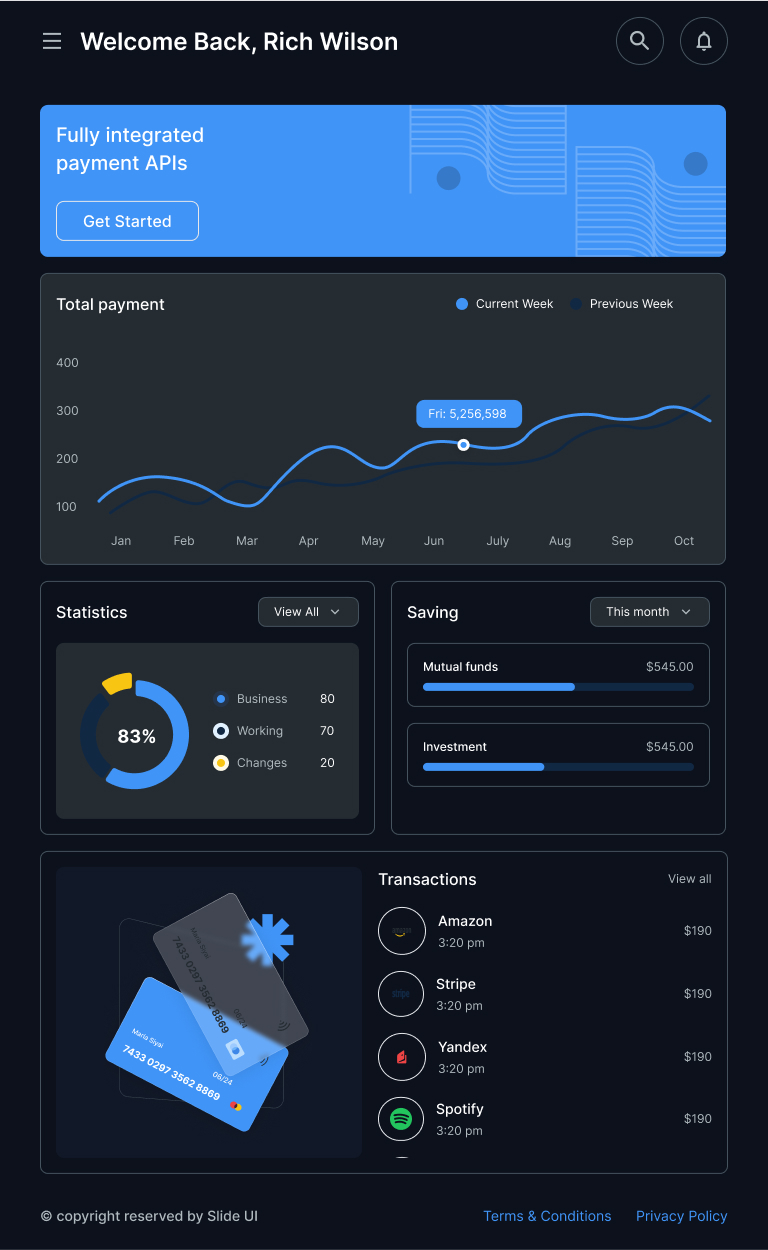 Welcome Back, Rich Wilson
Fully integrated
payment APIs
Get Started
Total payment
Current Week
Previous Week
400
300
200
100
Fri: 5,256,598
Jan Feb Mar Apr May Jun July Aug Sep Oct
Statistics
View All
83%
Business 80
Working 70
Changes 20
Saving
This month
Mutual funds $545.00
Investment $545.00
Maria Siyai
7433 0297 3562 8869
08/24
Maria Siyai
7433 0297 3562 8869
08/24
Transactions
View all
amazon
Amazon
3:20 pm
$190
stripe
Stripe
3:20 pm
$190
Yandex
3:20 pm
$190
Spotify
3:20 pm
$190
© copyright reserved by Slide UI
Terms & Conditions
Privacy Policy